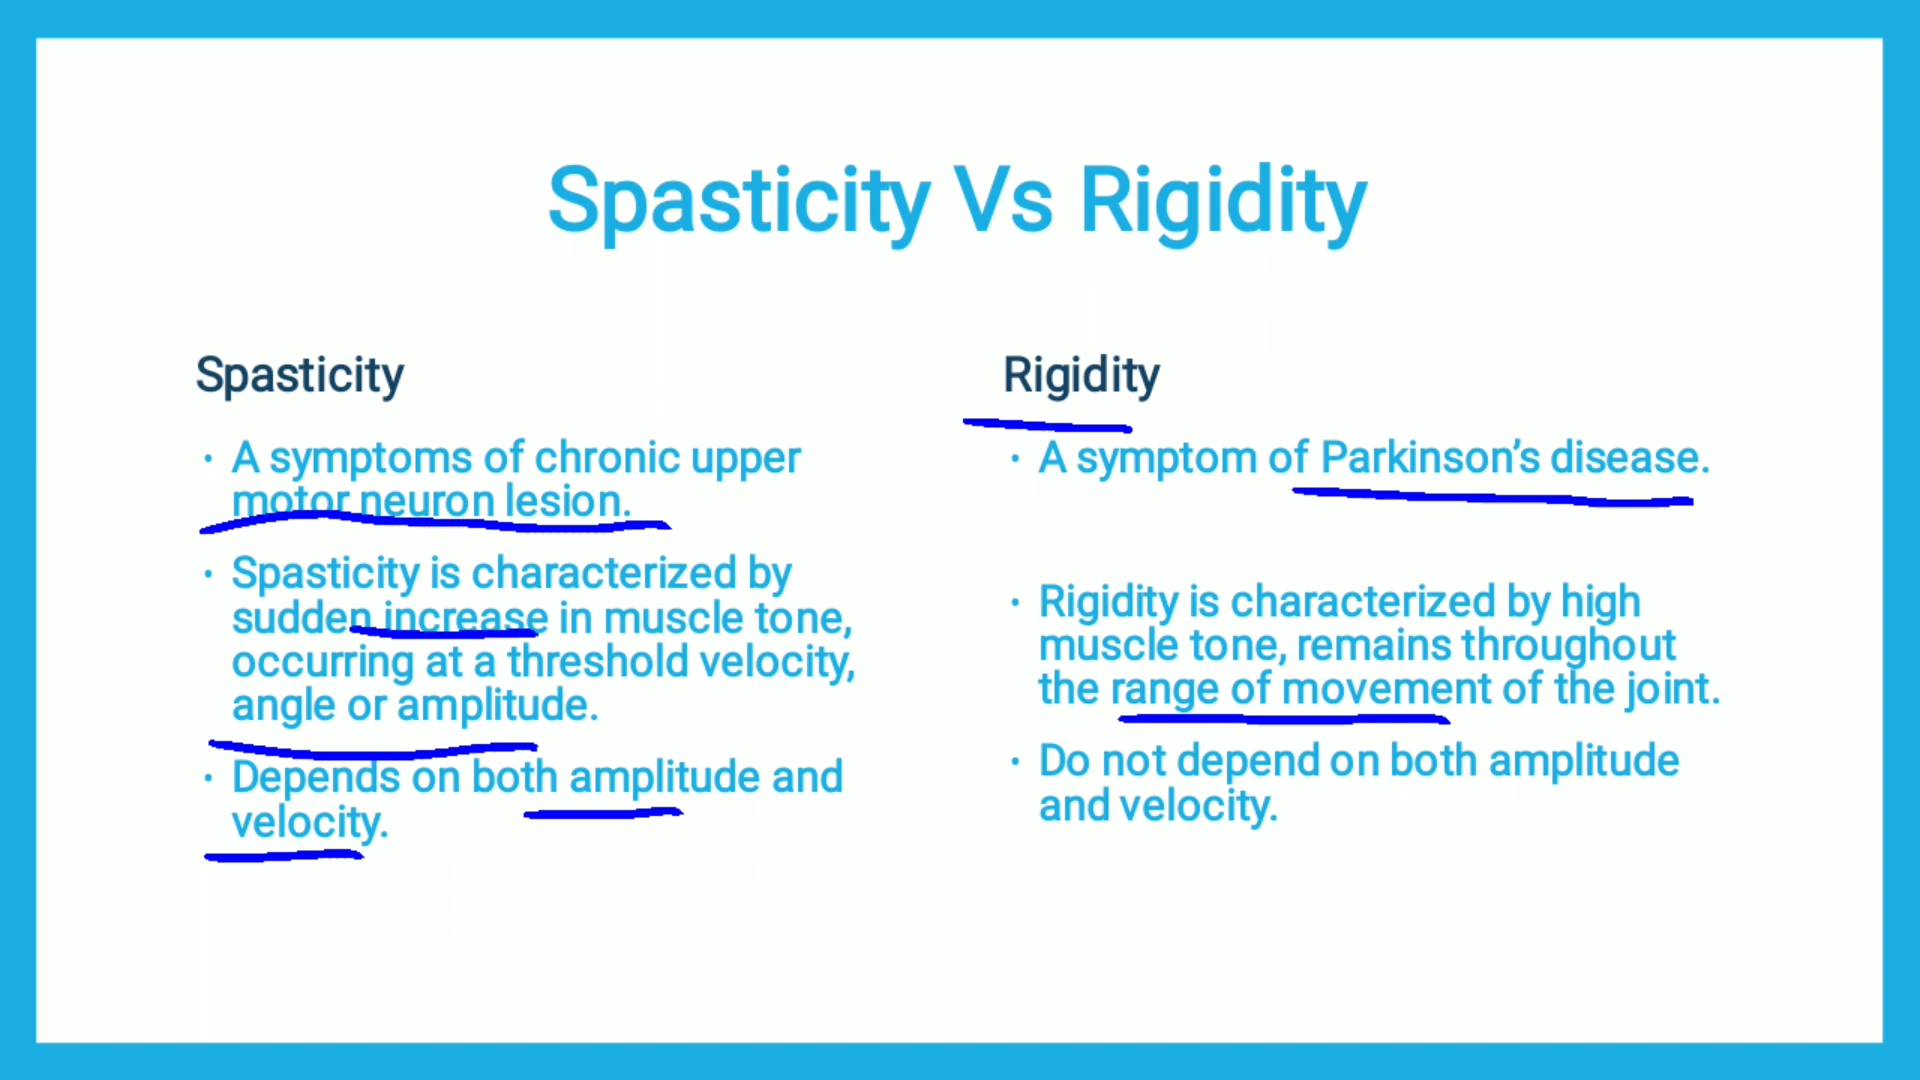 Spasticity Vs Rigidity
Spasticity
· A symptoms of chronic upper
motor neuron lesion.
· Spasticity is characterized by
sudden increase in muscle tone,
occurring at a threshold velocity,
angle or amplitude.
· Depends on both amplitude and
velocity.
Rigidity
· A symptom of Parkinson’s disease.
· Rigidity is characterized by high
muscle tone, remains throughout
the range of movement of the joint.
· Do not depend on both amplitude
and velocity.